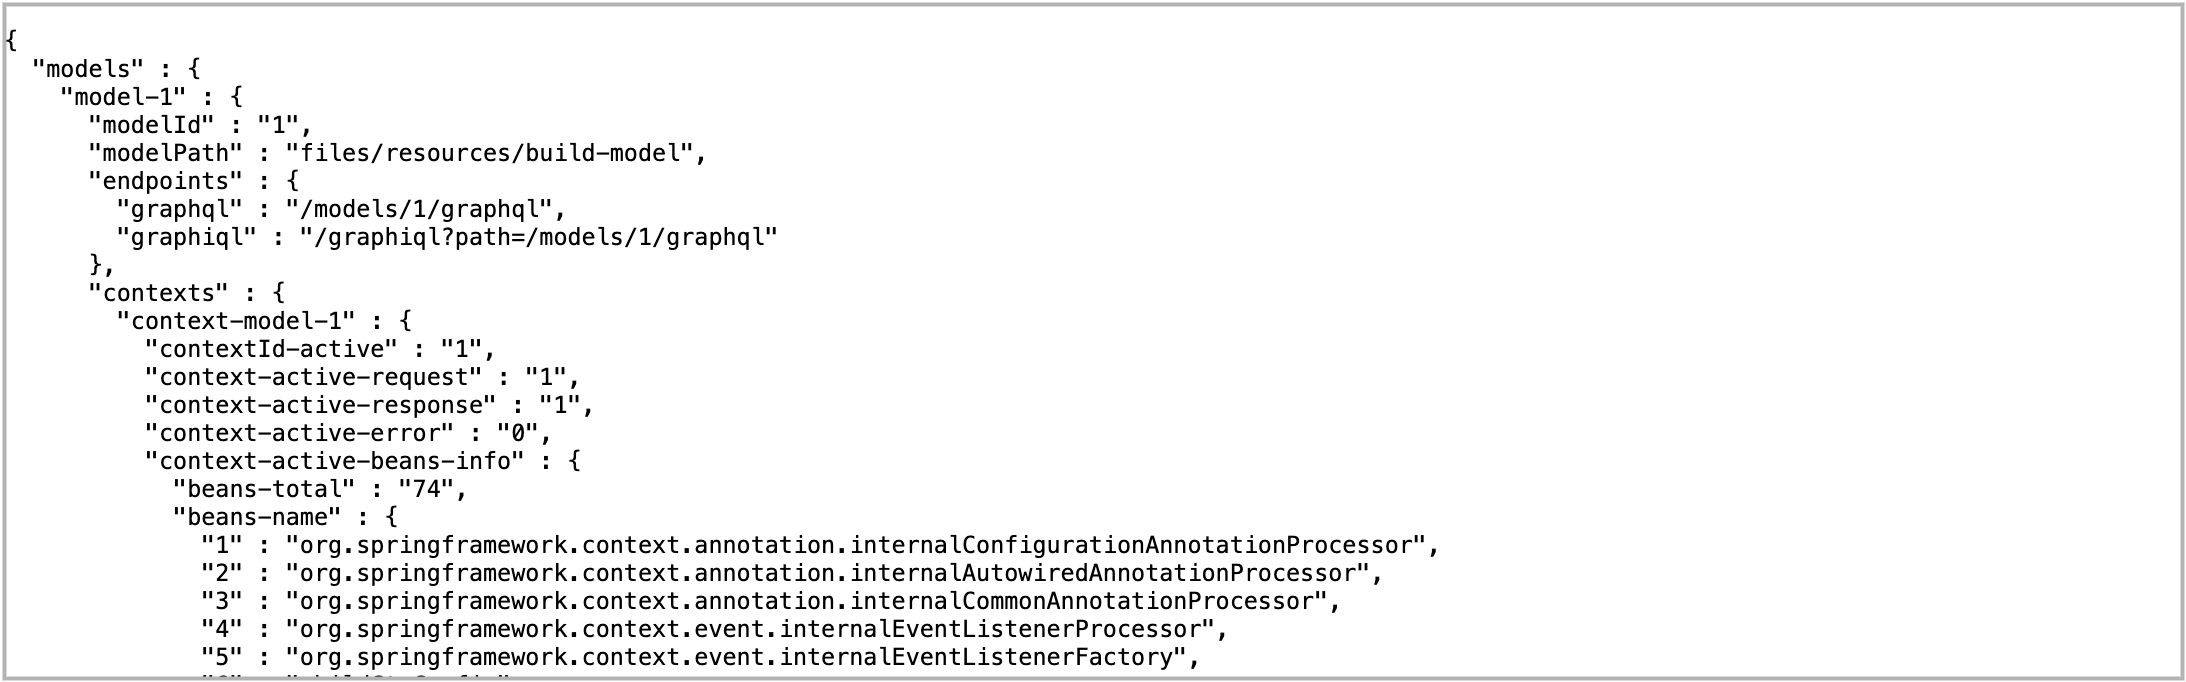 {
  "models" : {
    "model-1" : {
      "modelId" : "1",
      "modelPath" : "files/resources/build-model",
      "endpoints" : {
        "graphql" : "/models/1/graphql",
        "graphiql" : "/graphiql?path=/models/1/graphql"
      },
      "contexts" : {
        "context-model-1" : {
          "contextId-active" : "1",
          "context-active-request" : "1",
          "context-active-response" : "1",
          "context-active-error" : "0",
          "context-active-beans-info" : {
            "beans-total" : "74",
            "beans-name" : {
              "1" : "org.springframework.context.annotation.internalConfigurationAnnotationProcessor",
              "2" : "org.springframework.context.annotation.internalAutowiredAnnotationProcessor",
              "3" : "org.springframework.context.annotation.internalCommonAnnotationProcessor",
              "4" : "org.springframework.context.event.internalEventListenerProcessor",
              "5" : "org.springframework.context.event.internalEventListenerFactory",